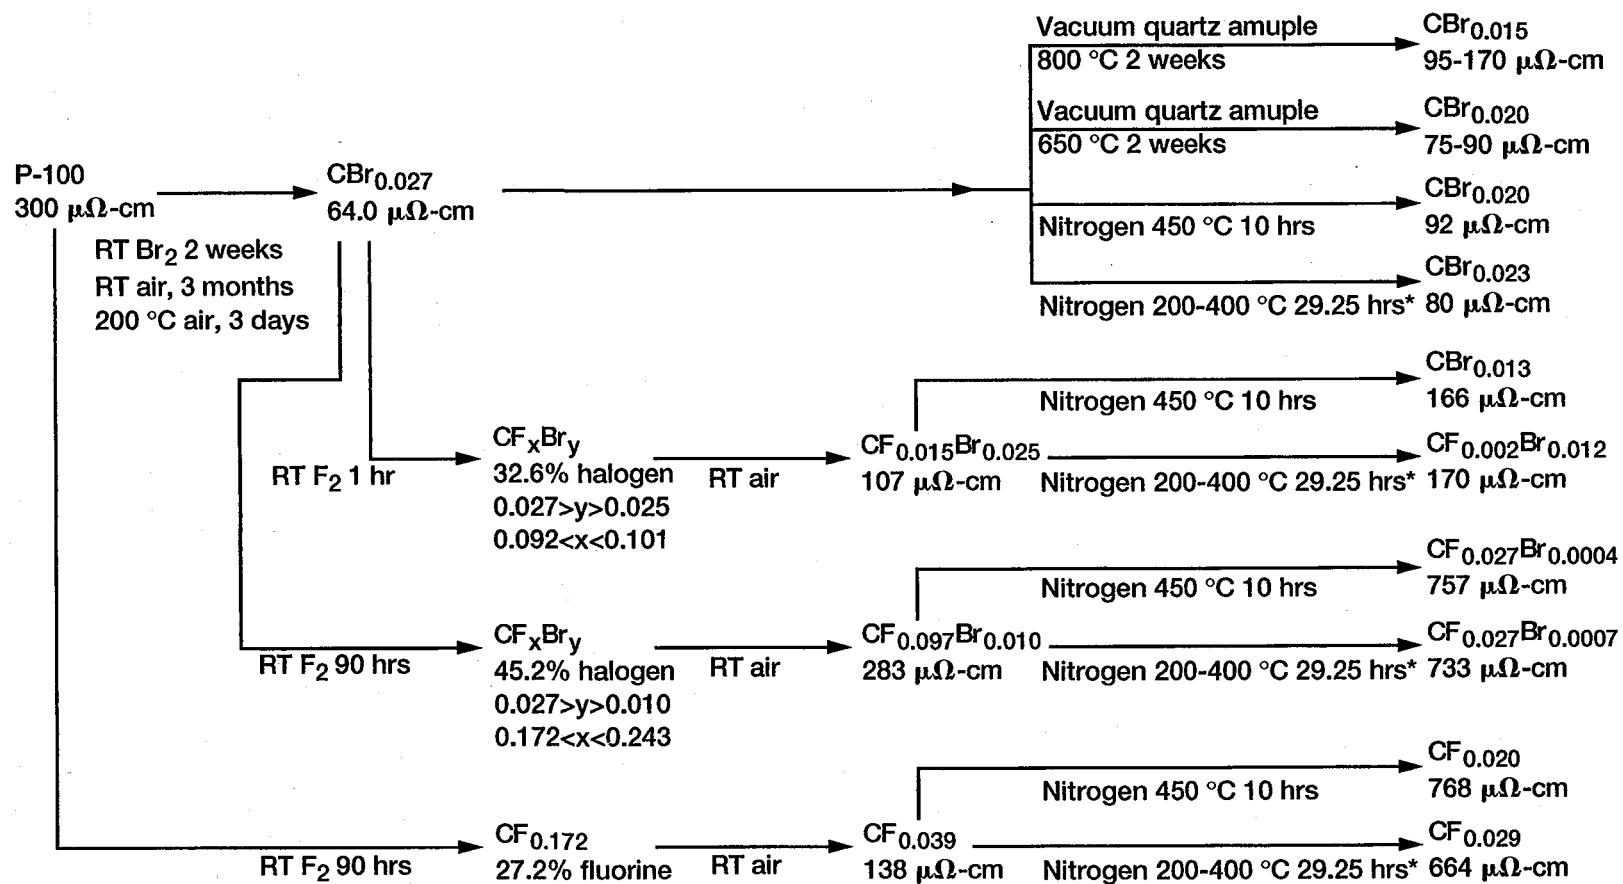 Vacuum quartz amuple
800 °C 2 weeks
CBr0.015
95-170 μΩ-cm
Vacuum quartz amuple
650 °C 2 weeks
CBr0.020
75-90 μΩ-cm
P-100
300 μΩ-cm
CBr0.027
64.0 μΩ-cm
RT Br2 2 weeks
RT air, 3 months
200 °C air, 3 days
Nitrogen 450 °C 10 hrs
CBr0.020
92 μΩ-cm
Nitrogen 200-400 °C 29.25 hrs*
CBr0.023
80 μΩ-cm
Nitrogen 450 °C 10 hrs
CBr0.013
166 μΩ-cm
RT F2 1 hr
CFxBry
32.6% halogen
0.027>y>0.025
0.092<x<0.101
RT air
CF0.015Br0.025
107 μΩ-cm
Nitrogen 200-400 °C 29.25 hrs*
CF0.002Br0.012
170 μΩ-cm
Nitrogen 450 °C 10 hrs
CF0.027Br0.0004
757 μΩ-cm
RT F2 90 hrs
CFxBry
45.2% halogen
0.027>y>0.010
0.172<x<0.243
RT air
CF0.097Br0.010
283 μΩ-cm
Nitrogen 200-400 °C 29.25 hrs*
CF0.027Br0.0007
733 μΩ-cm
Nitrogen 450 °C 10 hrs
CF0.020
768 μΩ-cm
RT F2 90 hrs
CF0.172
27.2% fluorine
RT air
CF0.039
138 μΩ-cm
Nitrogen 200-400 °C 29.25 hrs*
CF0.029
664 μΩ-cm